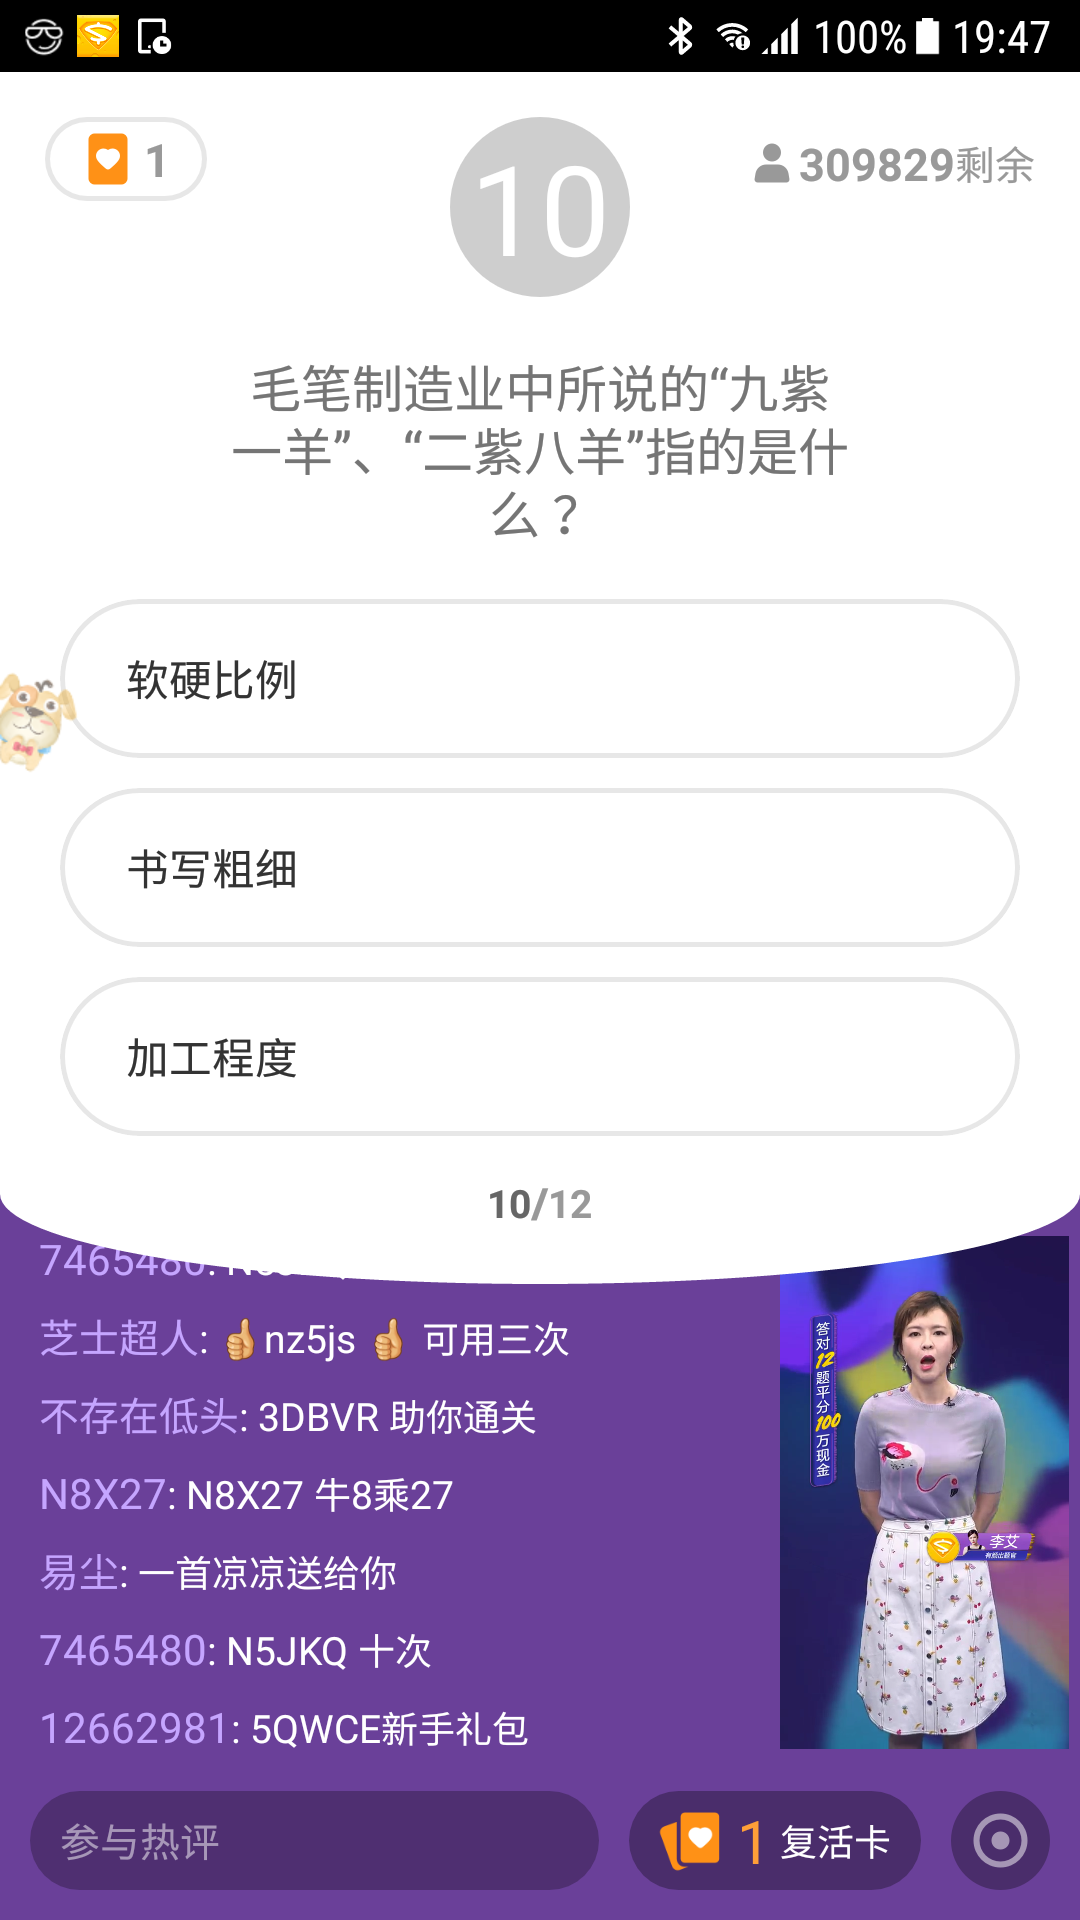 100% 19:47
1
10
309829剩余
毛笔制造业中所说的“九紫
一羊”、“二紫八羊”指的是什
么？
软硬比例
书写粗细
加工程度
10/12
7465480:
芝士超人: 👍nz5js 👍 可用三次
不存在低头: 3DBVR 助你通关
N8X27: N8X27 牛8乘27
易尘: 一首凉凉送给你
7465480: N5JKQ 十次
12662981: 5QWCE新手礼包
答对12题平分100万现金
李艾
参与热评
1 复活卡